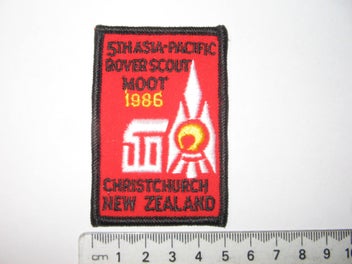 5TH ASIA-PACIFIC
ROVER SCOUT
MOOT
1986
CHRISTCHURCH
NEW ZEALAND
cm 1 2 3 4 5 6 7 8 9 10